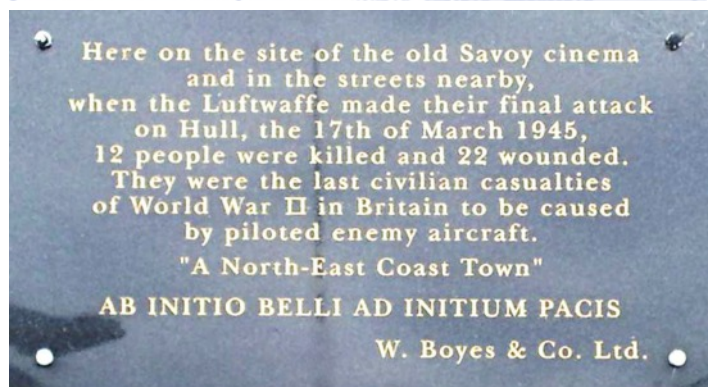 Here on the site of the old Savoy cinema
and in the streets nearby,
when the Luftwaffe made their final attack
on Hull, the 17th of March 1945,
12 people were killed and 22 wounded.
They were the last civilian casualties
of World War II in Britain to be caused
by piloted enemy aircraft.
"A North-East Coast Town"
AB INITIO BELLI AD INITIUM PACIS
W. Boyes & Co. Ltd.